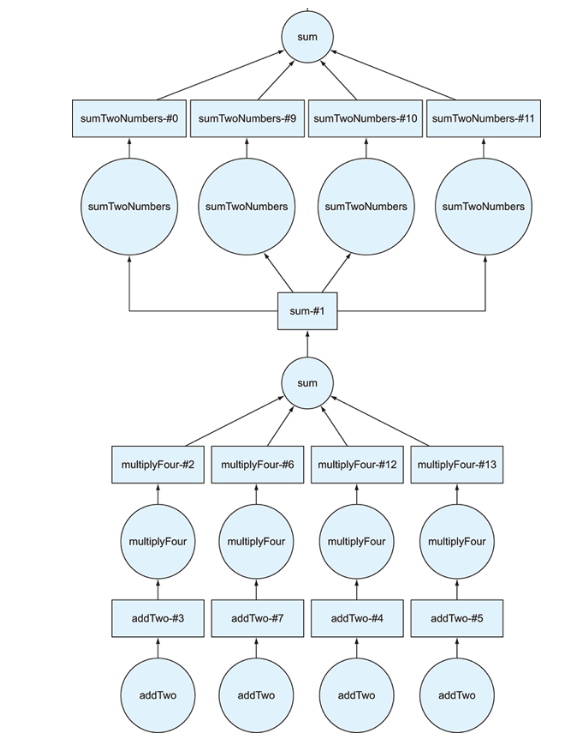 sum
sumTwoNumbers-#0
sumTwoNumbers-#9
sumTwoNumbers-#10
sumTwoNumbers-#11
sumTwoNumbers
sumTwoNumbers
sumTwoNumbers
sumTwoNumbers
sum-#1
sum
multiplyFour-#2
multiplyFour-#6
multiplyFour-#12
multiplyFour-#13
multiplyFour
multiplyFour
multiplyFour
multiplyFour
addTwo-#3
addTwo-#7
addTwo-#4
addTwo-#5
addTwo
addTwo
addTwo
addTwo